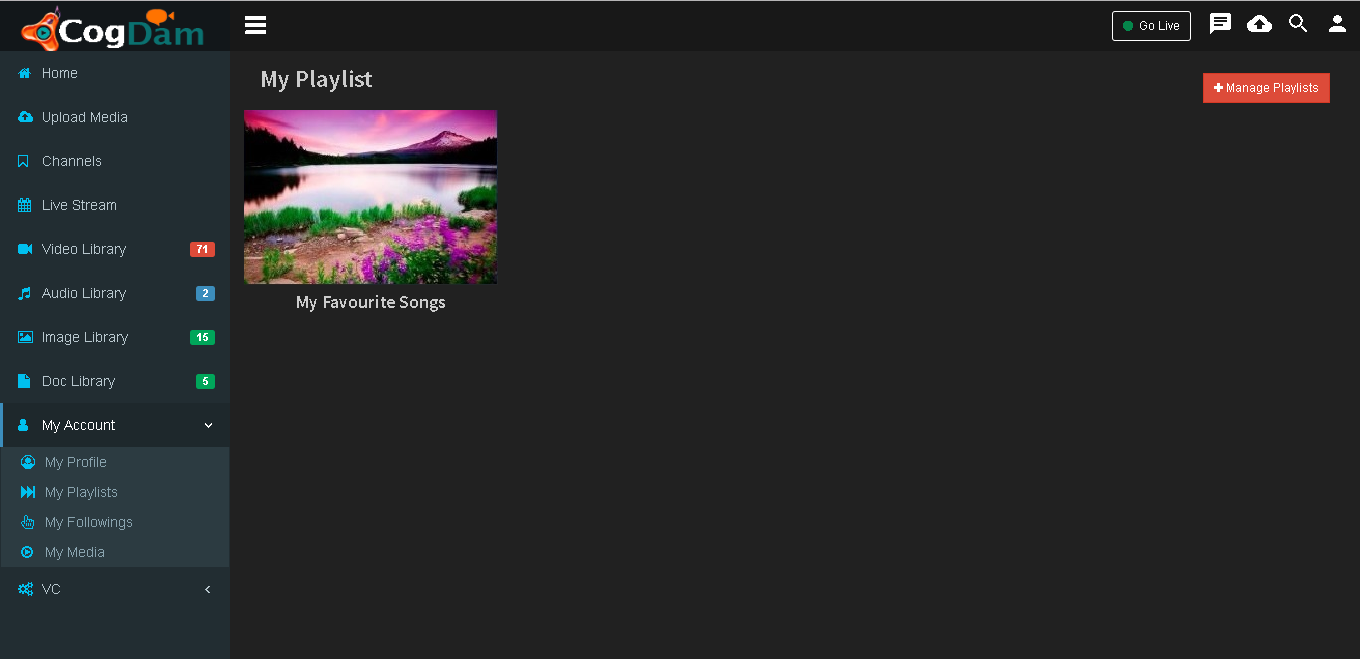 CogDam
Go Live
Home
Upload Media
Channels
Live Stream
Video Library 71
Audio Library 2
Image Library 15
Doc Library 5
My Account
My Profile
My Playlists
My Followings
My Media
VC
My Playlist
Manage Playlists
My Favourite Songs